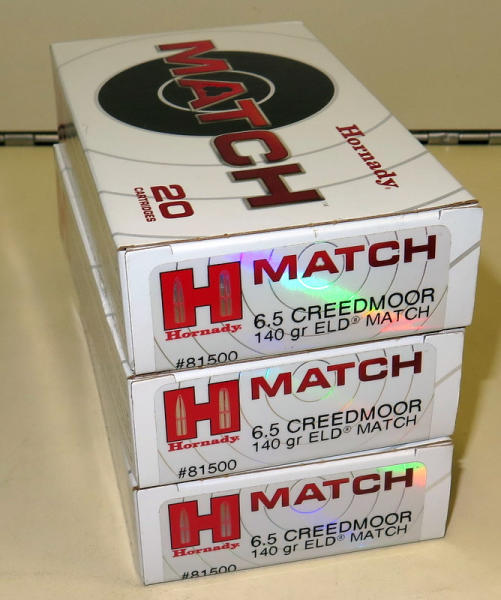 MATCH
Hornady
20
CARTRIDGES
H
Hornady
MATCH
6.5 CREEDMOOR
140 gr ELD® MATCH
#81500
H
Hornady
MATCH
6.5 CREEDMOOR
140 gr ELD® MATCH
#81500
H
Hornady
MATCH
6.5 CREEDMOOR
140 gr ELD® MATCH
#81500